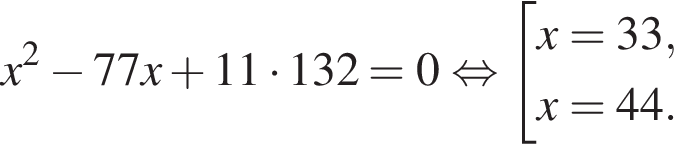 x² − 77x + 11 · 132 = 0 ⇔ [ x = 33,
x = 44.